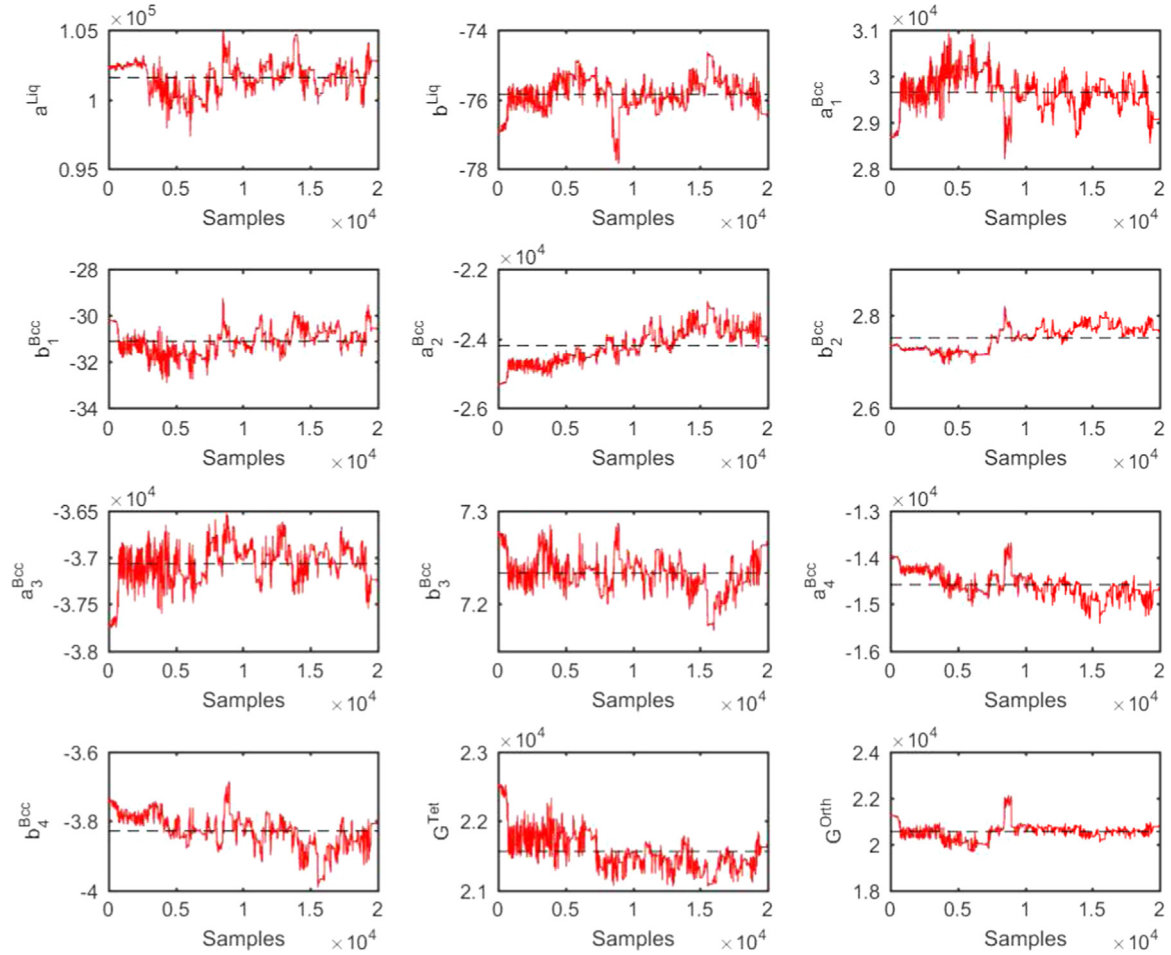 × 10^5
1.05
1
0.95
a^Liq
0 0.5 1 1.5 2
Samples
× 10^4
-74
-76
-78
b^Liq
0 0.5 1 1.5 2
Samples
× 10^4
× 10^4
3.1
3
2.9
2.8
a_1^Bcc
0 0.5 1 1.5 2
Samples
× 10^4
-28
-30
-32
-34
b_1^Bcc
0 0.5 1 1.5 2
Samples
× 10^4
× 10^4
-2.2
-2.4
-2.6
a_2^Bcc
0 0.5 1 1.5 2
Samples
× 10^4
2.8
2.6
b_2^Bcc
0 0.5 1 1.5 2
Samples
× 10^4
× 10^4
-3.65
-3.7
-3.75
-3.8
a_3^Bcc
0 0.5 1 1.5 2
Samples
× 10^4
7.3
7.2
b_3^Bcc
0 0.5 1 1.5 2
Samples
× 10^4
× 10^4
-1.3
-1.4
-1.5
-1.6
a_4^Bcc
0 0.5 1 1.5 2
Samples
× 10^4
-3.6
-3.8
-4
b_4^Bcc
0 0.5 1 1.5 2
Samples
× 10^4
× 10^4
2.3
2.2
2.1
G^Tet
0 0.5 1 1.5 2
Samples
× 10^4
× 10^4
2.4
2.2
2
1.8
G^Orth
0 0.5 1 1.5 2
Samples
× 10^4